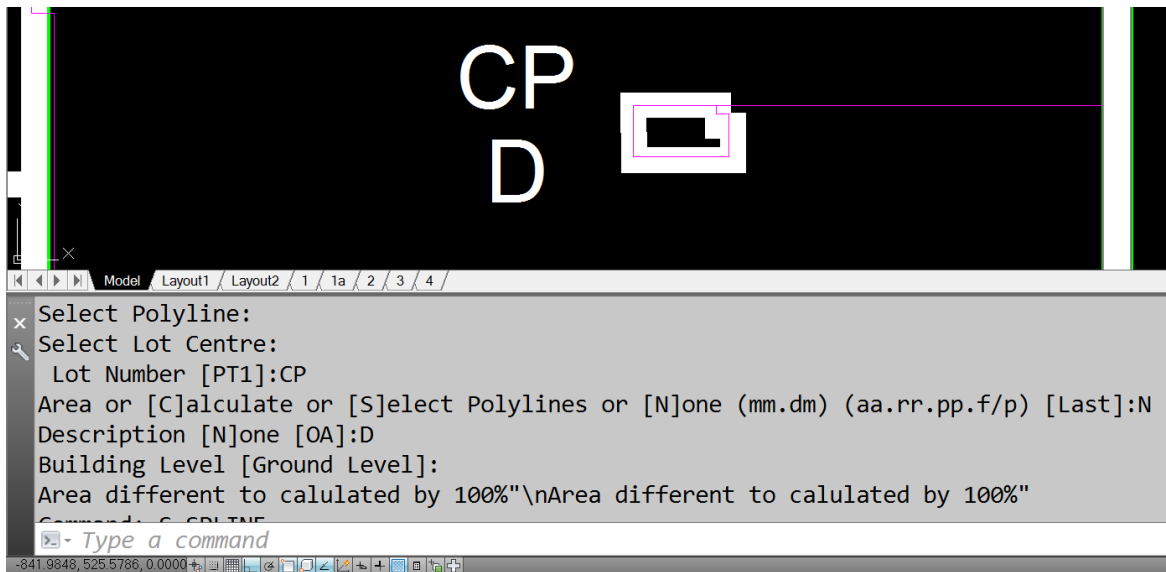 CP
D
Model Layout1 Layout2 1 1a 2 3 4
Select Polyline:
Select Lot Centre:
Lot Number [PT1]:CP
Area or [C]alculate or [S]elect Polylines or [N]one (mm.dm) (aa.rr.pp.f/p) [Last]:N
Description [N]one [OA]:D
Building Level [Ground Level]:
Area different to calulated by 100%"\nArea different to calulated by 100%"
Command: S SPLINE
Type a command
-841.9848, 525.5786, 0.0000